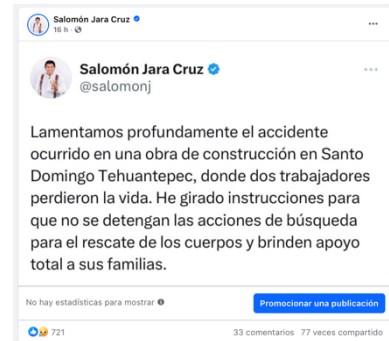 Salomón Jara Cruz
16 h ·
Salomón Jara Cruz
@salomonj
Lamentamos profundamente el accidente
ocurrido en una obra de construcción en Santo
Domingo Tehuantepec, donde dos trabajadores
perdieron la vida. He girado instrucciones para
que no se detengan las acciones de búsqueda
para el rescate de los cuerpos y brinden apoyo
total a sus familias.
No hay estadísticas para mostrar
Promocionar una publicación
721
33 comentarios 77 veces compartido